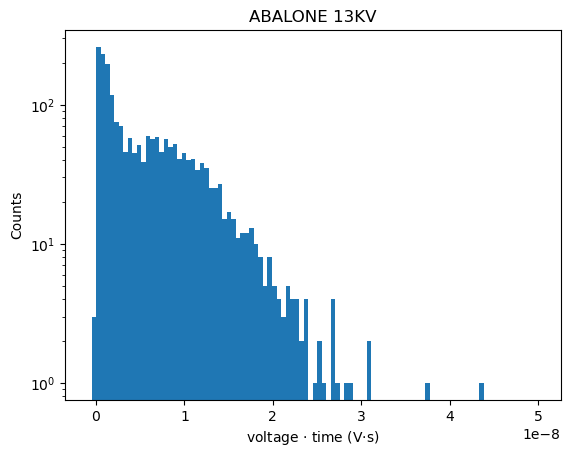 ABALONE 13KV
Counts
10²
10¹
10⁰
0 1 2 3 4 5
1e−8
voltage · time (V·s)